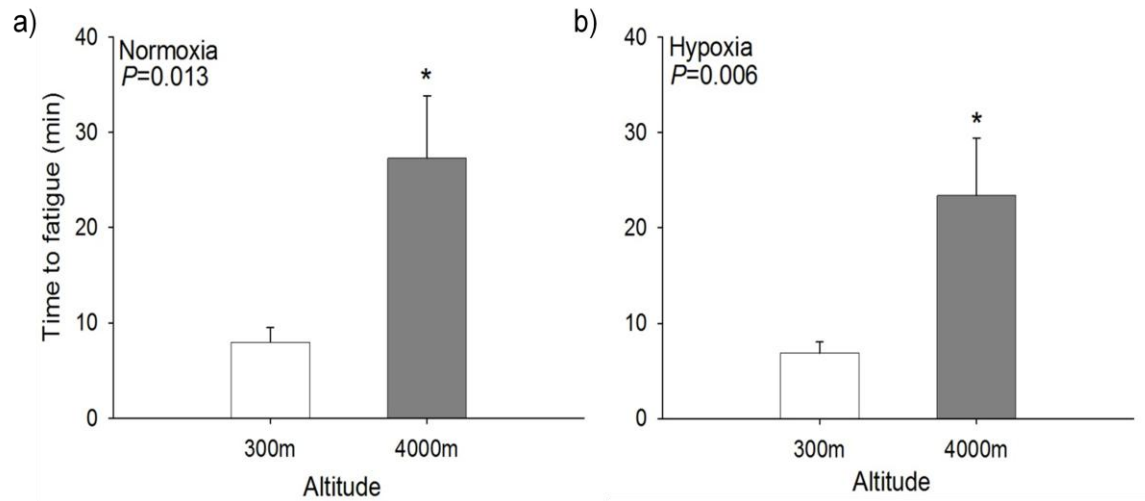 a)
Normoxia
P=0.013
*
40
30
20
10
0
Time to fatigue (min)
300m
4000m
Altitude
b)
Hypoxia
P=0.006
*
40
30
20
10
0
300m
4000m
Altitude